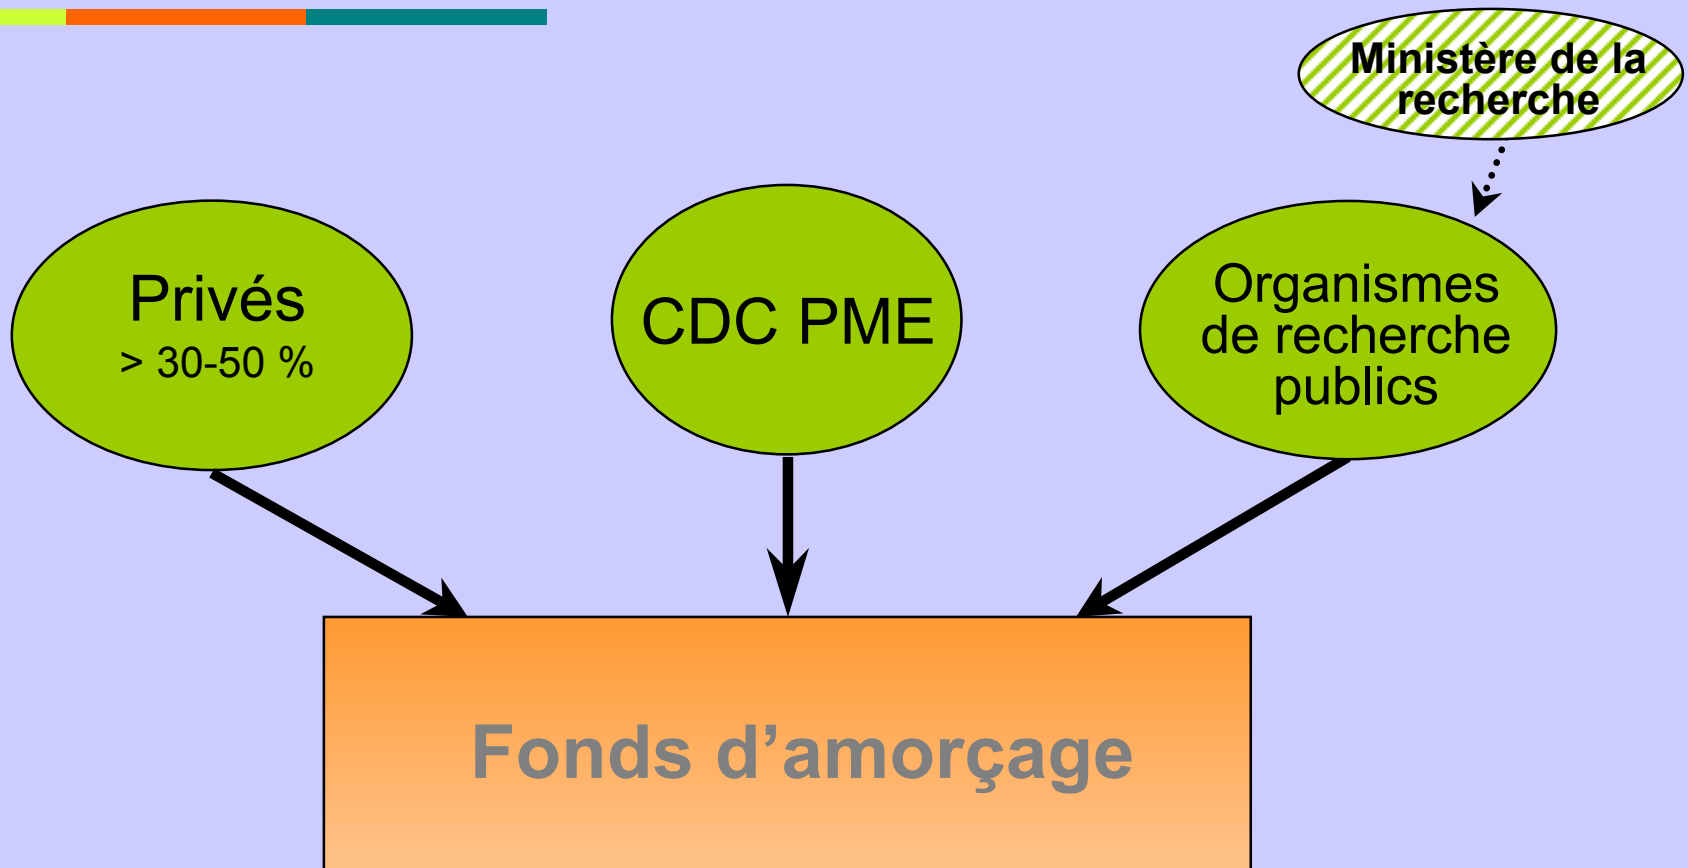 Ministère de la
recherche
Privés
> 30-50 %
CDC PME
Organismes
de recherche
publics
Fonds d’amorçage